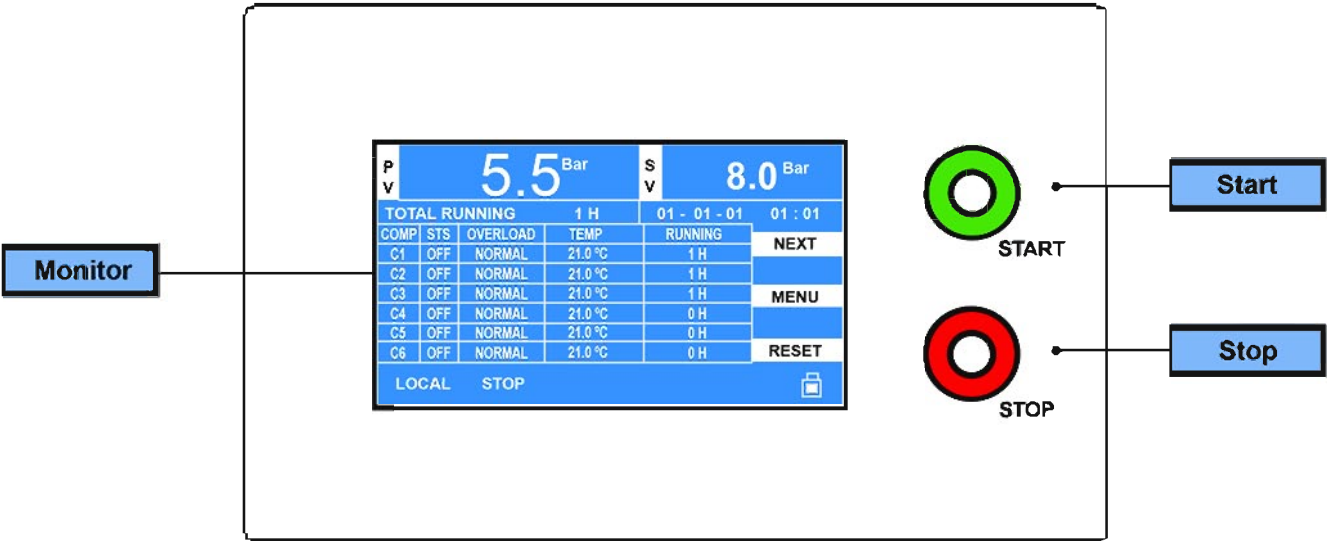 P V 5.5 Bar S V 8.0 Bar
TOTAL RUNNING 1 H 01 - 01 - 01 01 : 01
COMP STS OVERLOAD TEMP RUNNING
C1 OFF NORMAL 21.0 ºC 1 H
C2 OFF NORMAL 21.0 ºC 1 H
C3 OFF NORMAL 21.0 ºC 1 H
C4 OFF NORMAL 21.0 ºC 0 H
C5 OFF NORMAL 21.0 ºC 0 H
C6 OFF NORMAL 21.0 ºC 0 H
NEXT
MENU
RESET
LOCAL STOP
START
STOP
Monitor
Start
Stop